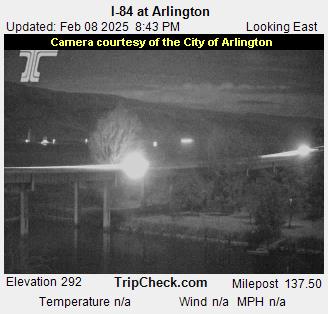 I-84 at Arlington
Updated: Feb 08 2025 8:43 PM Looking East
Camera courtesy of the City of Arlington
Elevation 292 TripCheck.com Milepost 137.50
Temperature n/a Wind n/a MPH n/a